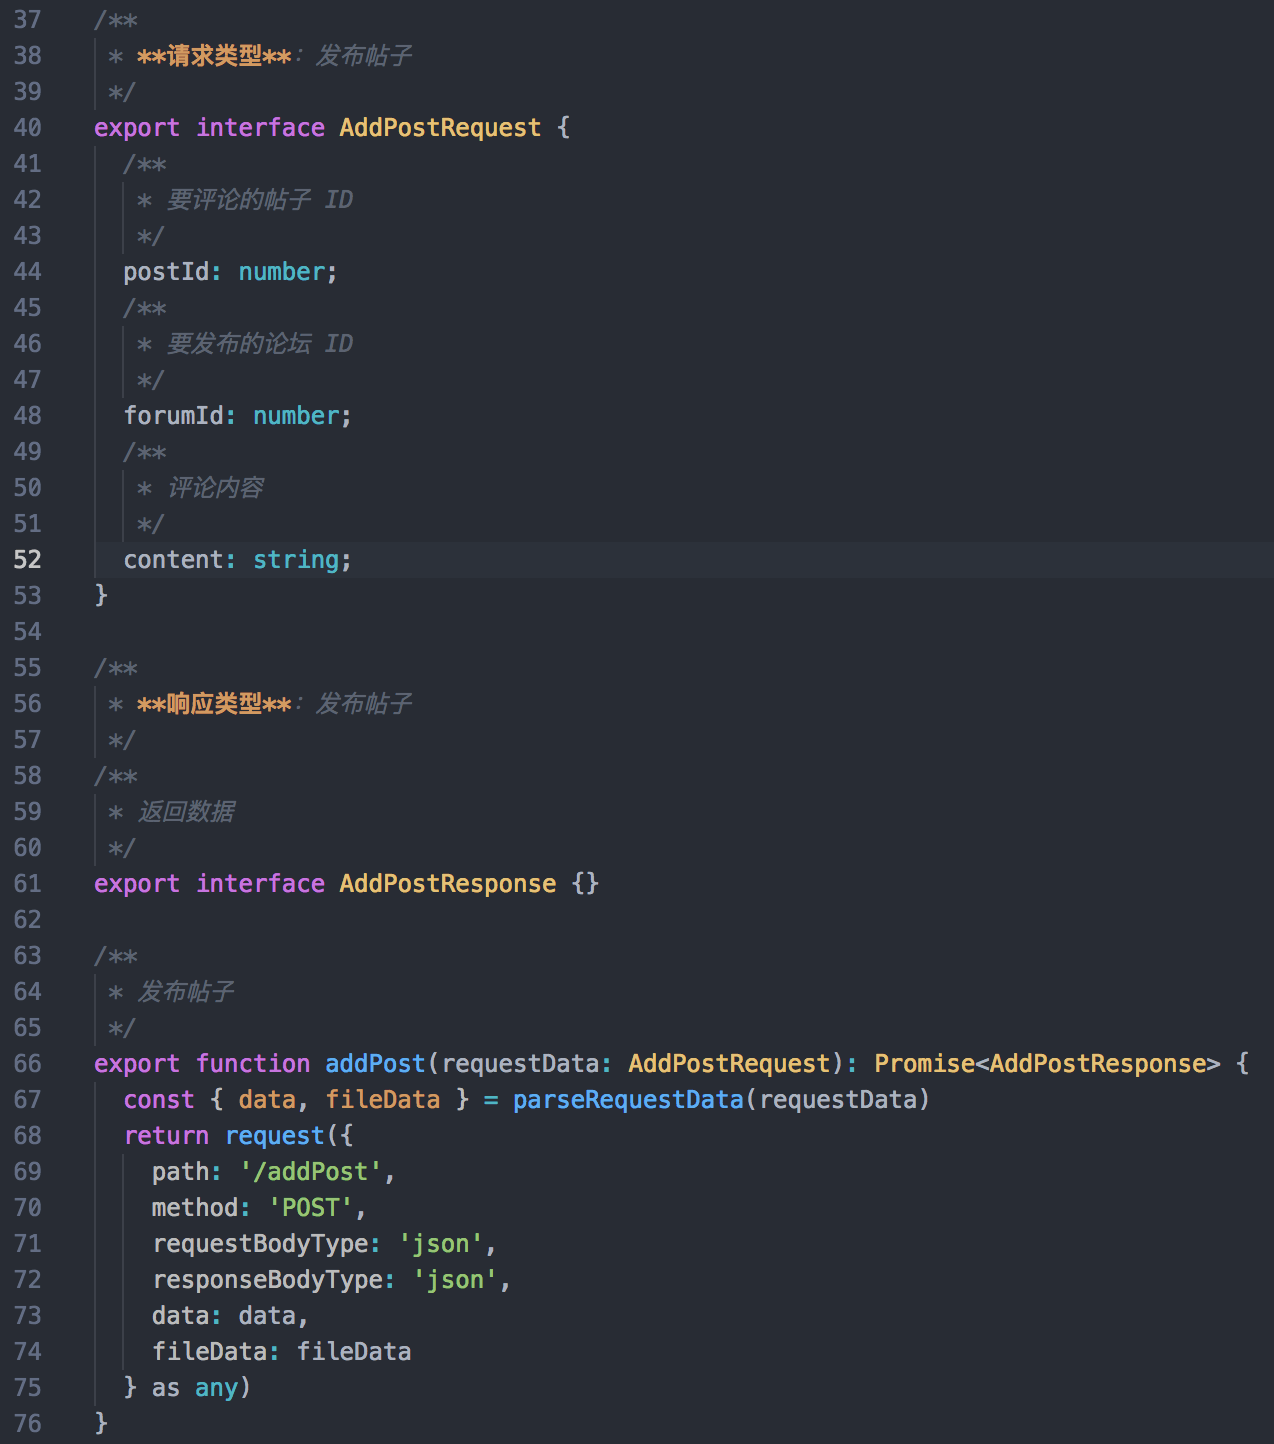 37 /**
38 * **请求类型**：发布帖子
39 */
40 export interface AddPostRequest {
41 /**
42 * 要评论的帖子 ID
43 */
44 postId: number;
45 /**
46 * 要发布的论坛 ID
47 */
48 forumId: number;
49 /**
50 * 评论内容
51 */
52 content: string;
53 }
54
55 /**
56 * **响应类型**：发布帖子
57 */
58 /**
59 * 返回数据
60 */
61 export interface AddPostResponse {}
62
63 /**
64 * 发布帖子
65 */
66 export function addPost(requestData: AddPostRequest): Promise<AddPostResponse> {
67 const { data, fileData } = parseRequestData(requestData)
68 return request({
69 path: '/addPost',
70 method: 'POST',
71 requestBodyType: 'json',
72 responseBodyType: 'json',
73 data: data,
74 fileData: fileData
75 } as any)
76 }